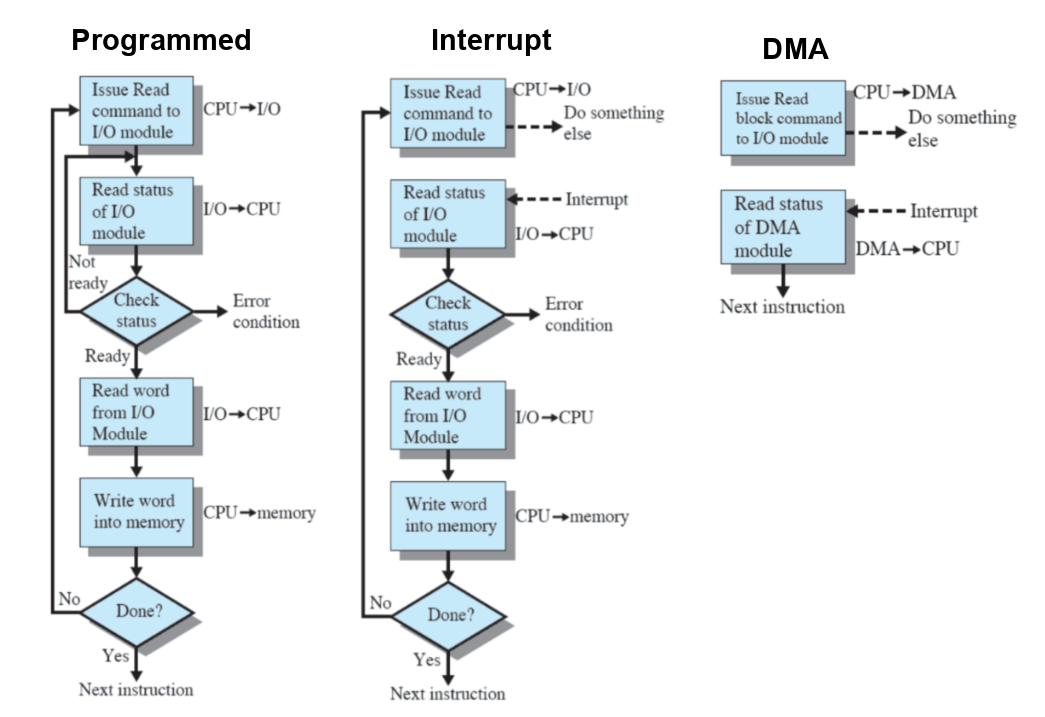 Programmed
Issue Read
command to
I/O module
CPU→I/O
Read status
of I/O
module
I/O→CPU
Not
ready
Check
status
Error
condition
Ready
Read word
from I/O
Module
I/O→CPU
Write word
into memory
CPU→memory
No
Done?
Yes
Next instruction
Interrupt
Issue Read
command to
I/O module
CPU→I/O
Do something
else
Read status
of I/O
module
Interrupt
I/O→CPU
Check
status
Error
condition
Ready
Read word
from I/O
Module
I/O→CPU
Write word
into memory
CPU→memory
No
Done?
Yes
Next instruction
DMA
Issue Read
block command
to I/O module
CPU→DMA
Do something
else
Read status
of DMA
module
Interrupt
DMA→CPU
Next instruction